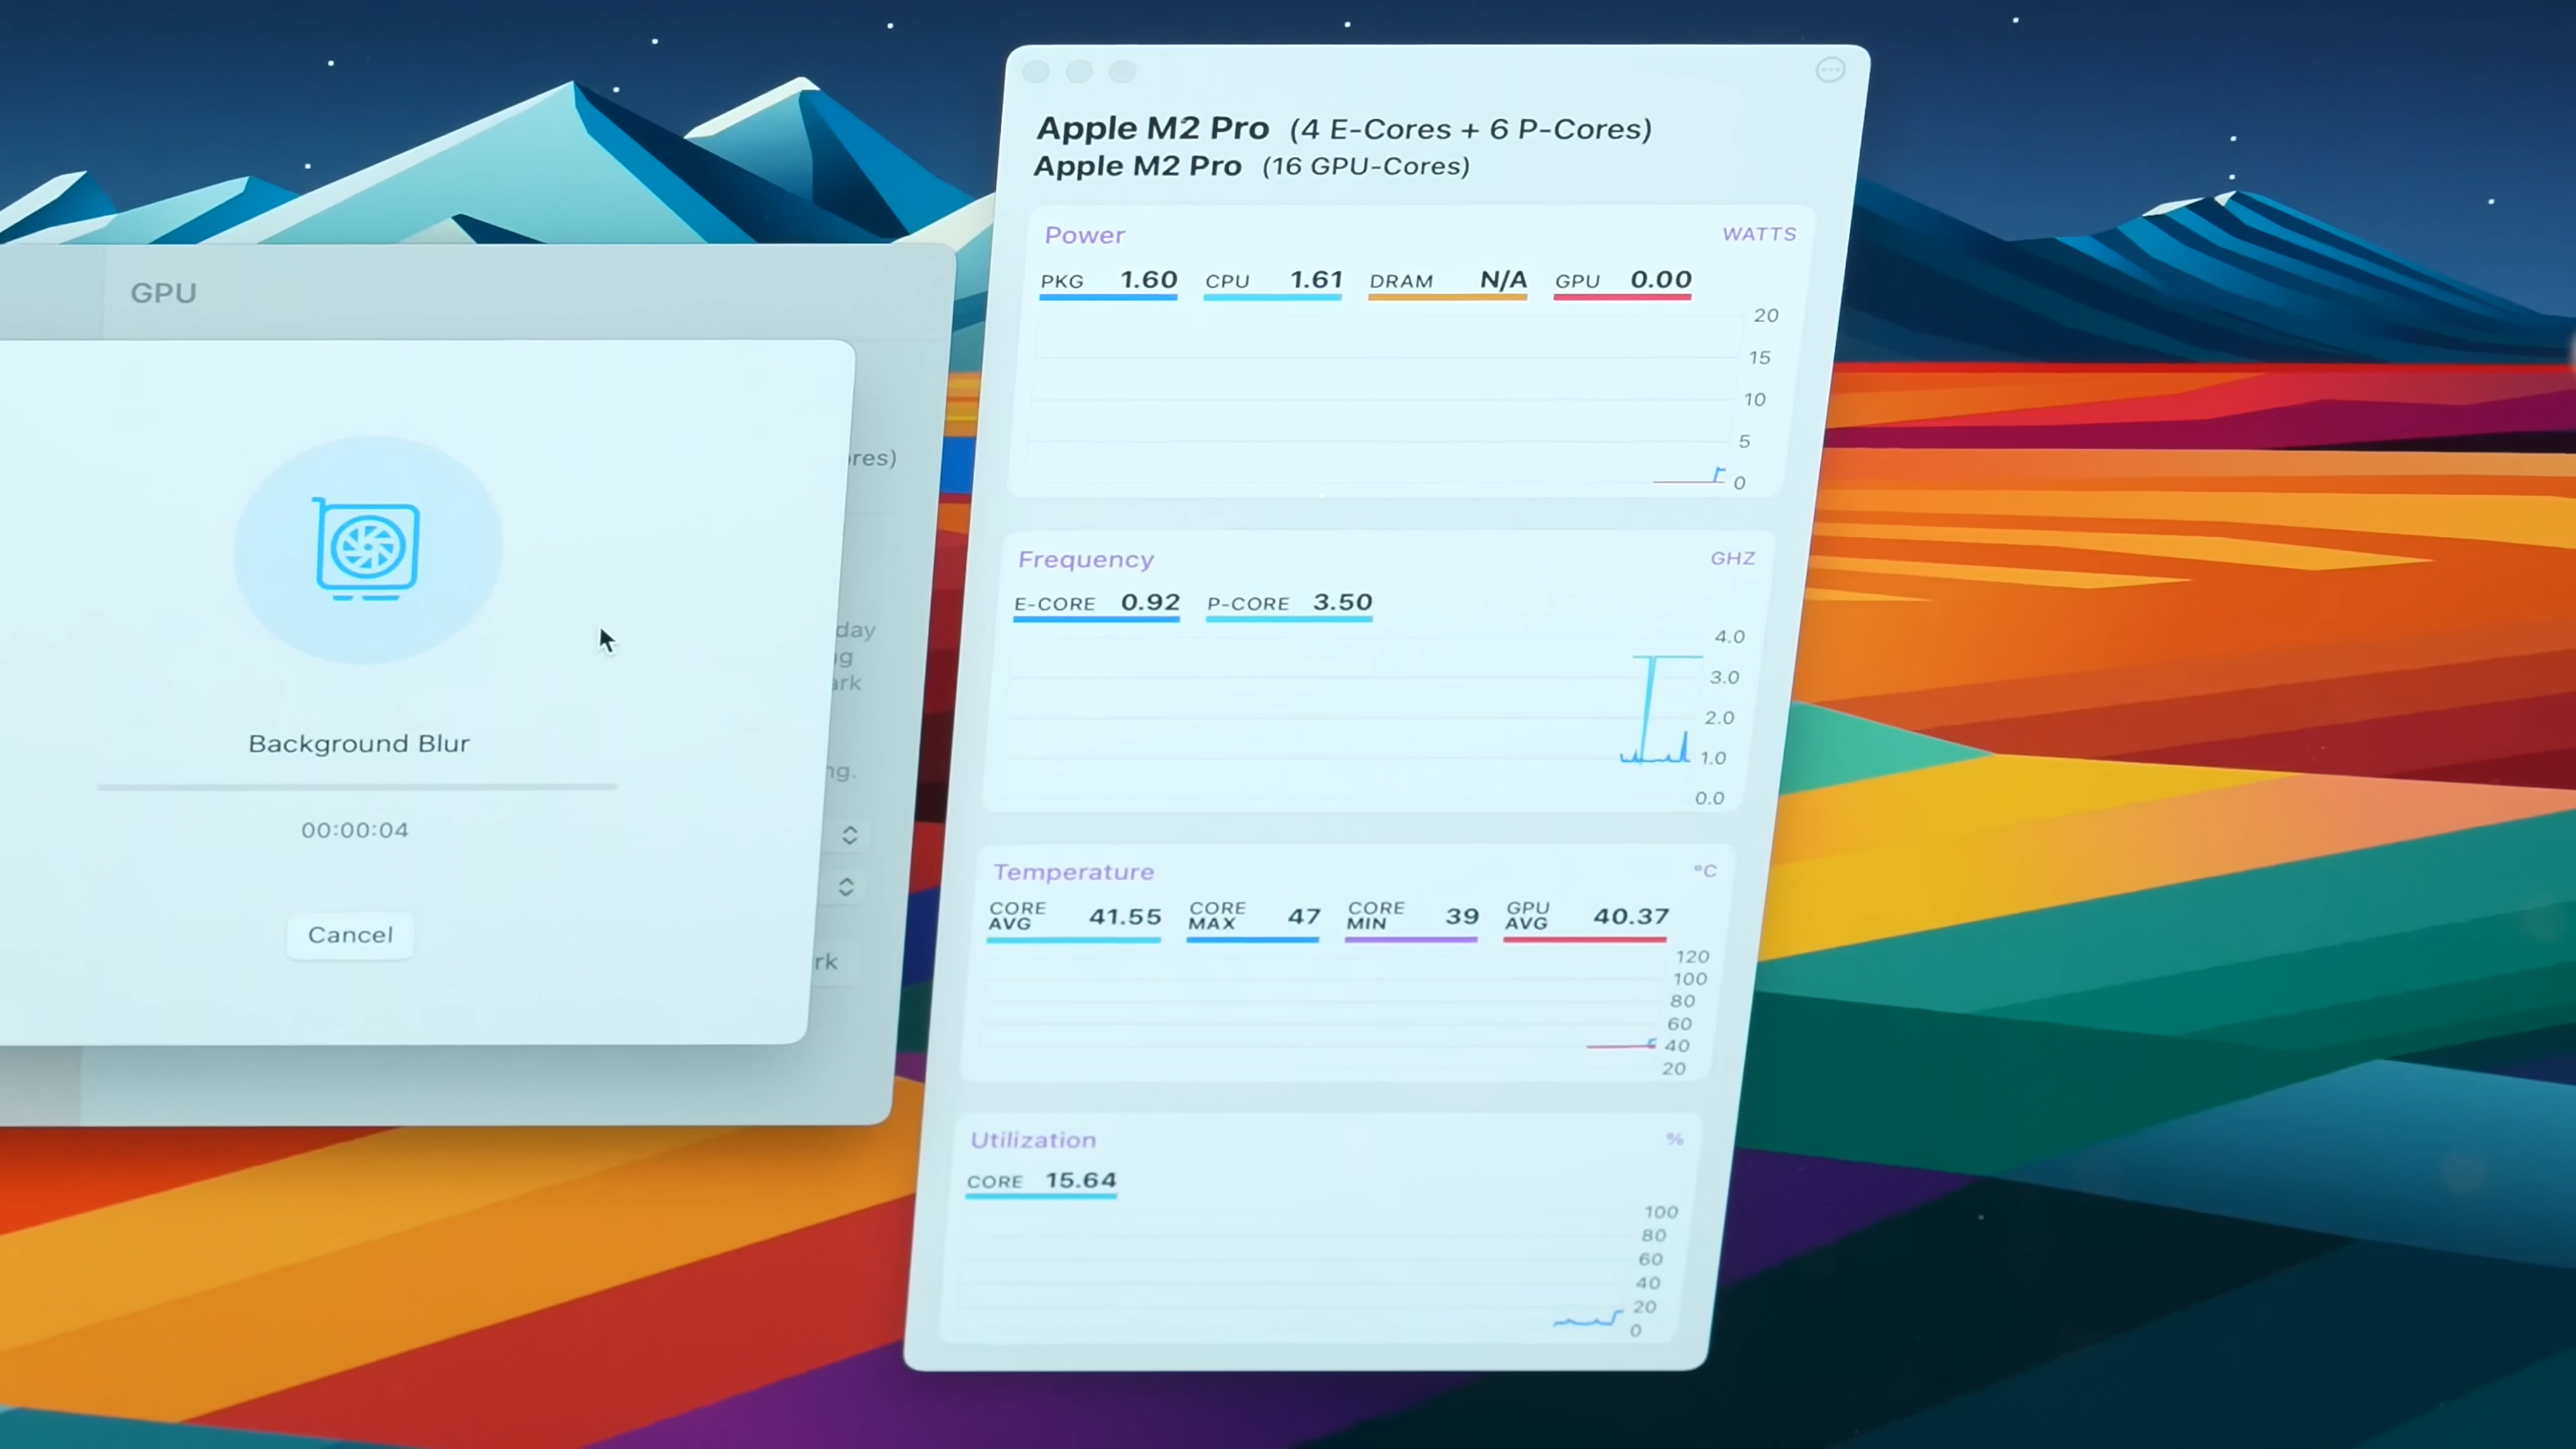 GPU
ores)
day
ng
ark
ng.
rk
Background Blur
00:00:04
Cancel
Apple M2 Pro (4 E-Cores + 6 P-Cores)
Apple M2 Pro (16 GPU-Cores)
Power WATTS
PKG 1.60 CPU 1.61 DRAM N/A GPU 0.00
20
15
10
5
0
Frequency GHZ
E-CORE 0.92 P-CORE 3.50
4.0
3.0
2.0
1.0
0.0
Temperature °C
CORE AVG 41.55 CORE MAX 47 CORE MIN 39 GPU AVG 40.37
120
100
80
60
40
20
Utilization %
CORE 15.64
100
80
60
40
20
0